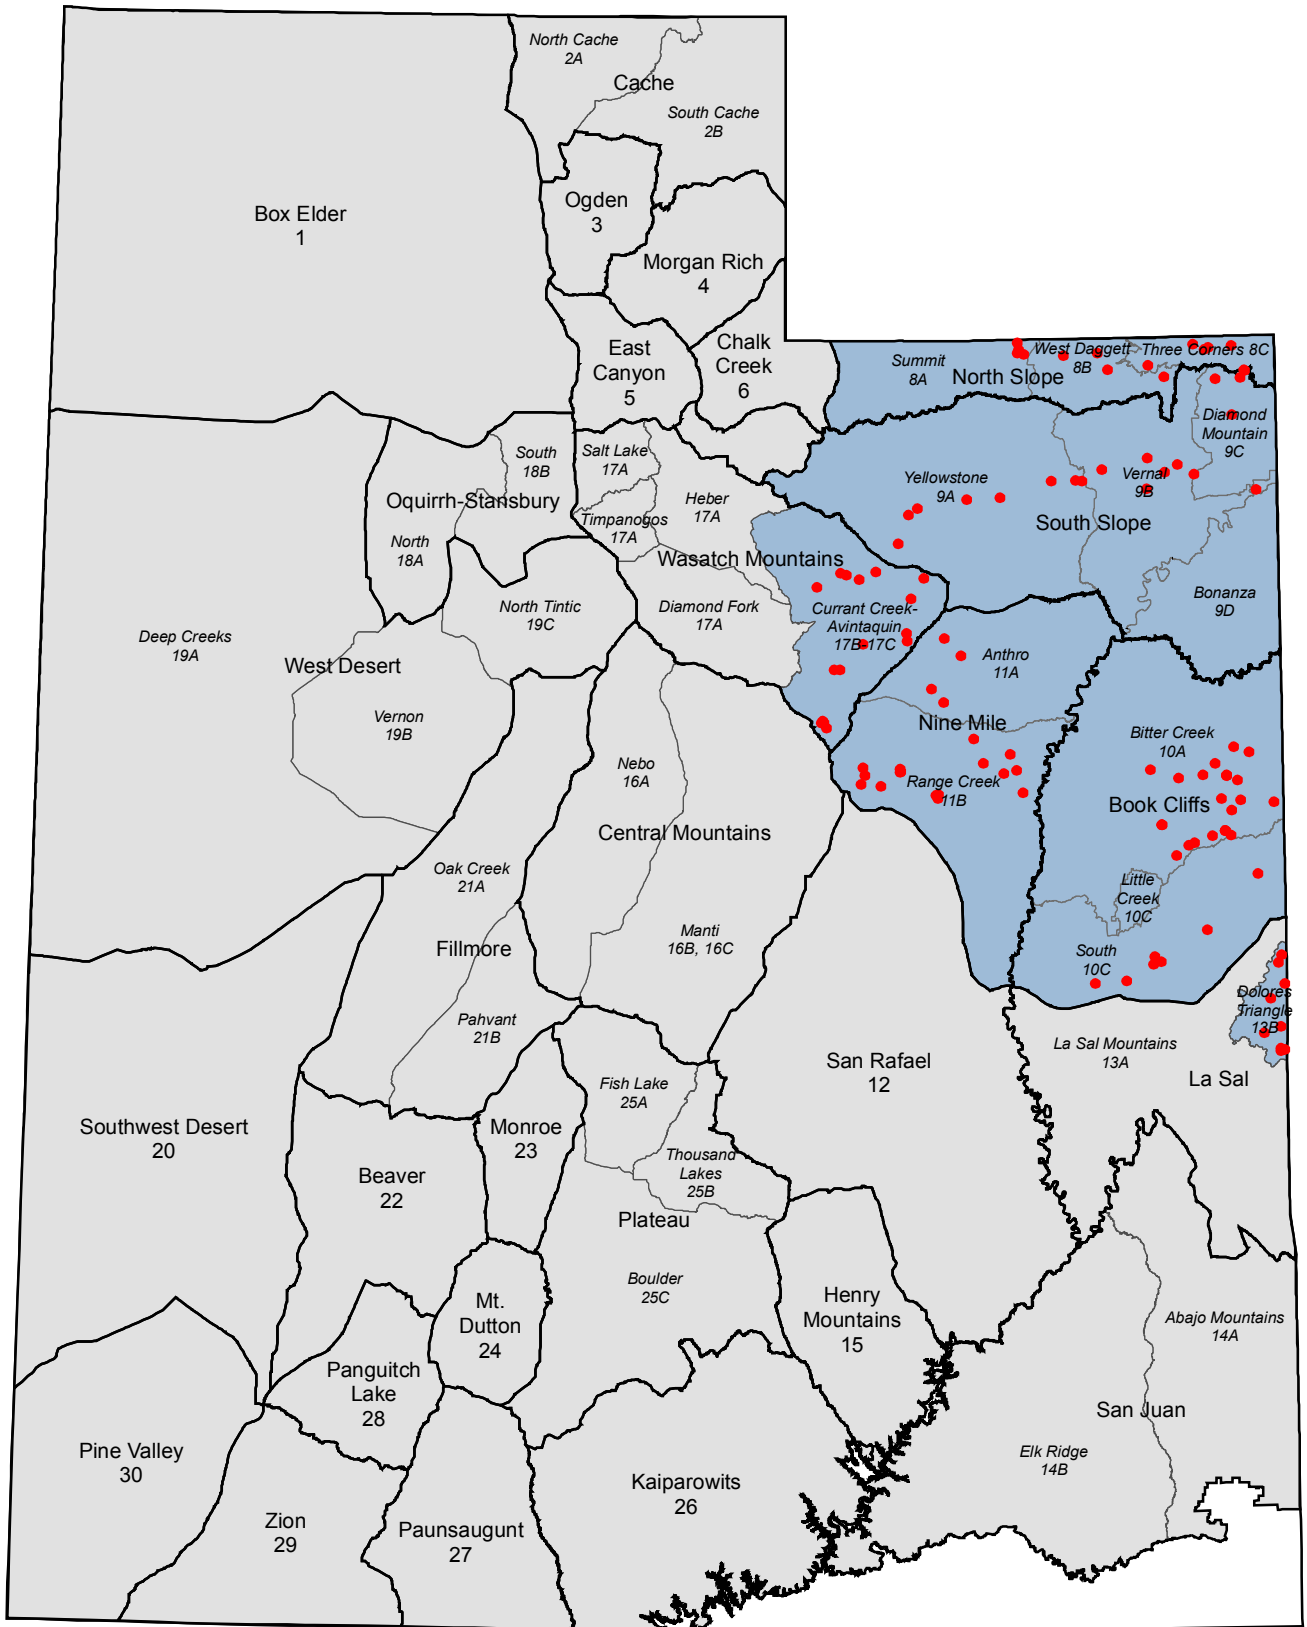 North Cache
2A
Cache
South Cache
2B
Box Elder
1
Ogden
3
Morgan Rich
4
East
Canyon
5
Chalk
Creek
6
Summit
8A
West Daggett
8B
Three Corners 8C
North Slope
Diamond
Mountain
9C
Yellowstone
9A
Vernal
9B
South Slope
Bonanza
9D
South
18B
Salt Lake
17A
Oquirrh-Stansbury
Heber
17A
Timpanogos
17A
North
18A
Wasatch Mountains
North Tintic
19C
Diamond Fork
17A
Currant Creek-
Avintaquin
17B-17C
Deep Creeks
19A
West Desert
Vernon
19B
Anthro
11A
Nine Mile
Range Creek
11B
Bitter Creek
10A
Book Cliffs
Little
Creek
10C
South
10C
Nebo
16A
Central Mountains
Oak Creek
21A
Fillmore
Manti
16B, 16C
Pahvant
21B
Dolores
Triangle
13B
La Sal Mountains
13A
La Sal
San Rafael
12
Fish Lake
25A
Southwest Desert
20
Monroe
23
Beaver
22
Thousand
Lakes
25B
Plateau
Boulder
25C
Mt.
Dutton
24
Henry
Mountains
15
Abajo Mountains
14A
Panguitch
Lake
28
San Juan
Pine Valley
30
Elk Ridge
14B
Kaiparowits
26
Zion
29
Paunsaugunt
27